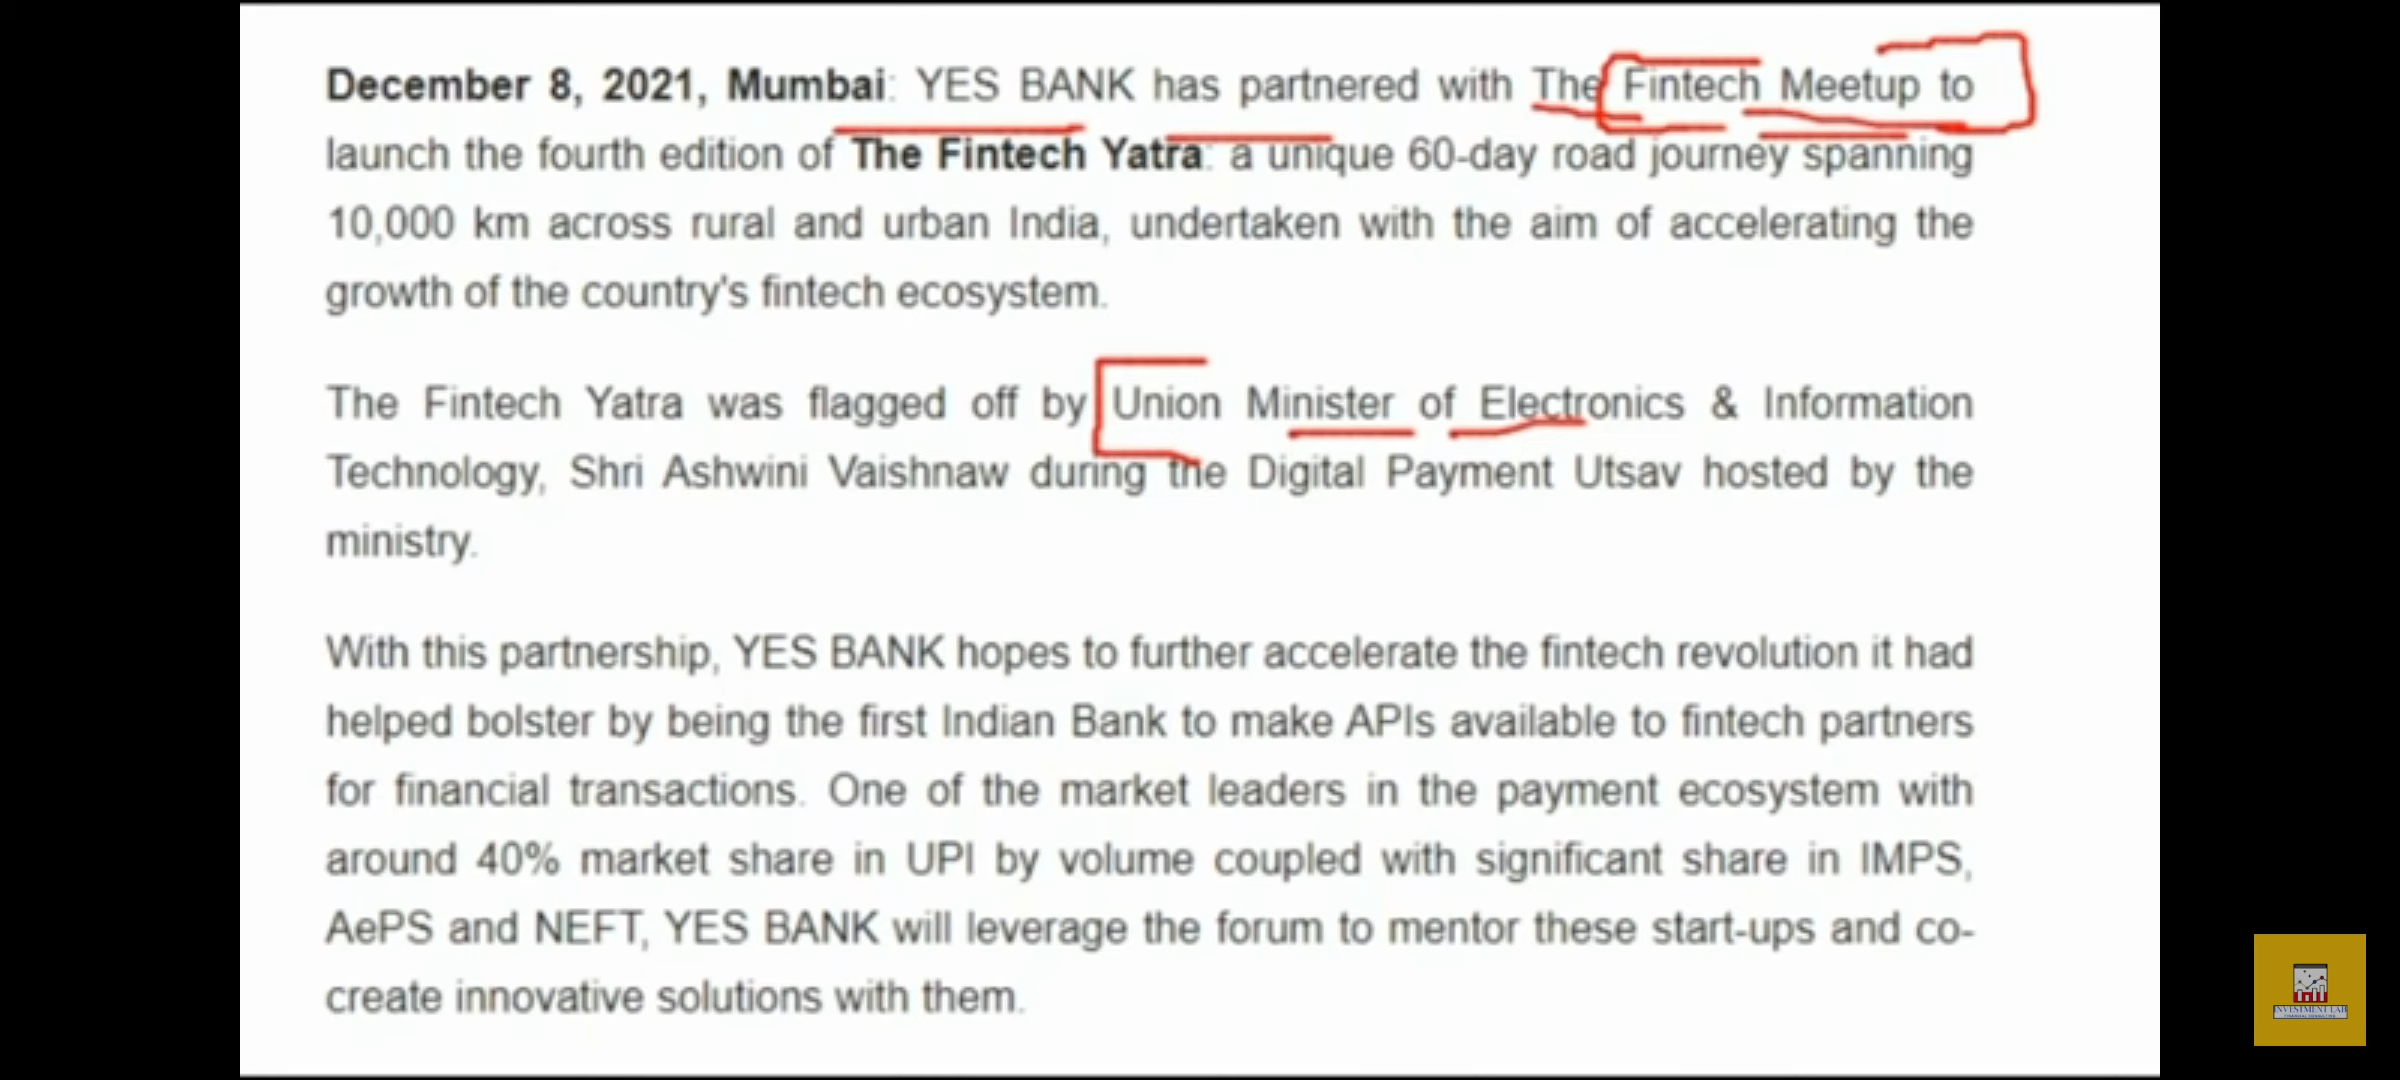 December 8, 2021, Mumbai: YES BANK has partnered with The Fintech Meetup to
launch the fourth edition of The Fintech Yatra: a unique 60-day road journey spanning
10,000 km across rural and urban India, undertaken with the aim of accelerating the
growth of the country's fintech ecosystem.
The Fintech Yatra was flagged off by Union Minister of Electronics & Information
Technology, Shri Ashwini Vaishnaw during the Digital Payment Utsav hosted by the
ministry.
With this partnership, YES BANK hopes to further accelerate the fintech revolution it had
helped bolster by being the first Indian Bank to make APIs available to fintech partners
for financial transactions. One of the market leaders in the payment ecosystem with
around 40% market share in UPI by volume coupled with significant share in IMPS,
AePS and NEFT, YES BANK will leverage the forum to mentor these start-ups and co-
create innovative solutions with them.
INVESTMENT LAB